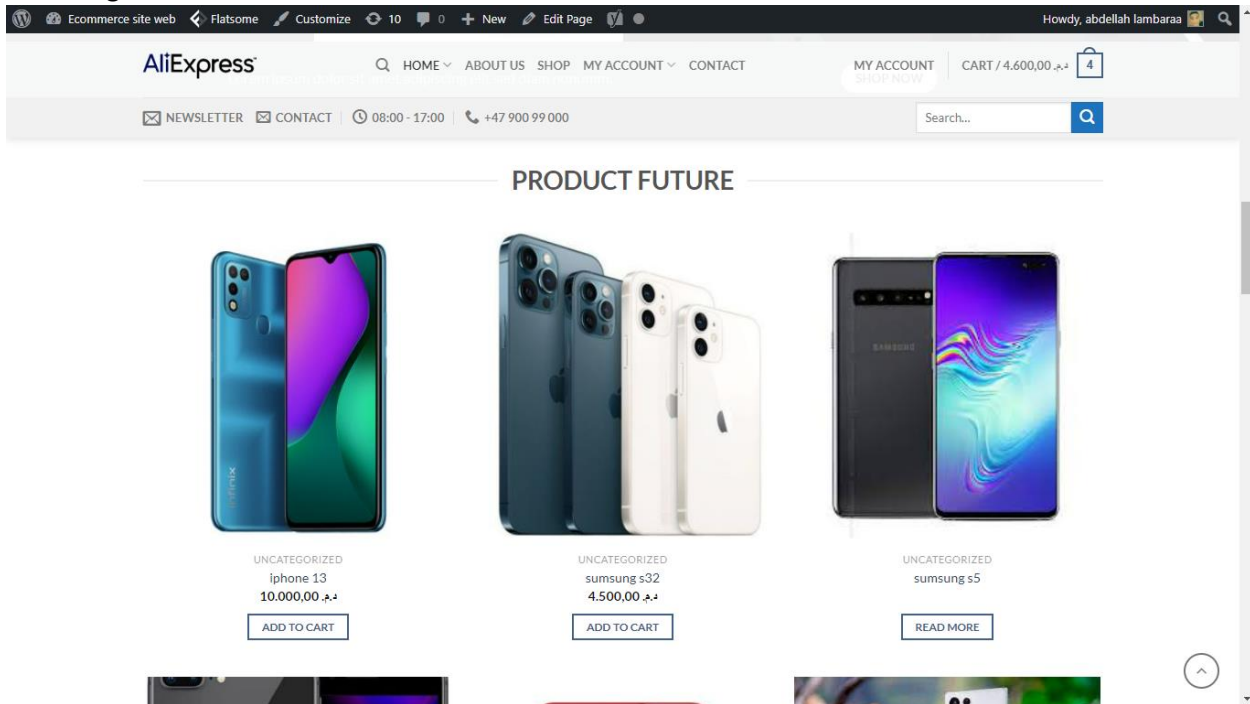 Ecommerce site web Flatsome Customize 10 0 + New Edit Page Howdy, abdellah lambaraa
AliExpress HOME ABOUT US SHOP MY ACCOUNT CONTACT MY ACCOUNT CART / 4.600,00 د.م. 4
SHOP NOW
NEWSLETTER CONTACT 08:00 - 17:00 +47 900 99 000 Search...
PRODUCT FUTURE
Infinix
SAMSUNG
UNCATEGORIZED UNCATEGORIZED UNCATEGORIZED
iphone 13 sumsung s32 sumsung s5
10.000,00 د.م. 4.500,00 د.م.
ADD TO CART ADD TO CART READ MORE